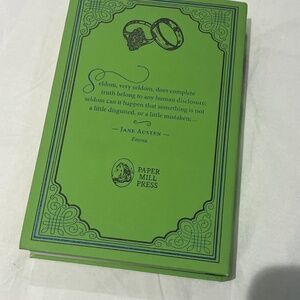 Seldom, very seldom, does complete
truth belong to any human disclosure;
seldom can it happen that something is not
a little disguised, or a little mistaken;...
— JANE AUSTEN —
Emma
PAPER
MILL
PRESS